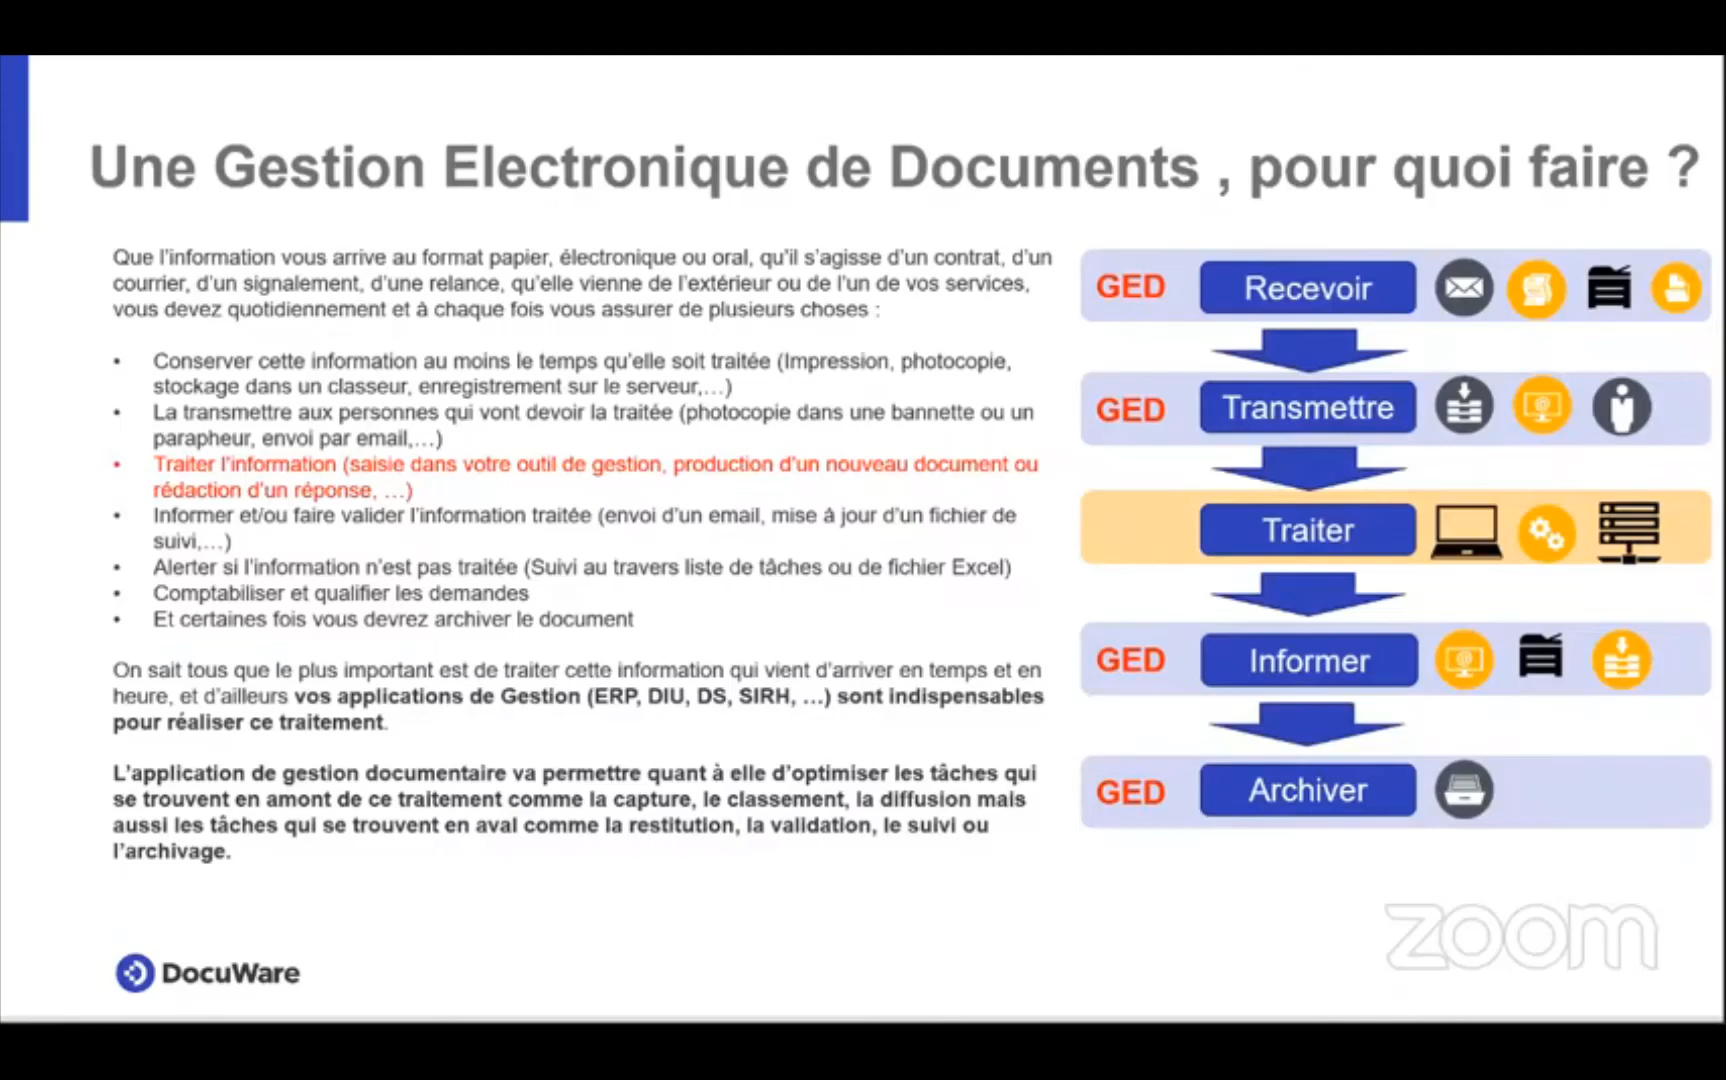 Une Gestion Electronique de Documents , pour quoi faire ?
Que l'information vous arrive au format papier, électronique ou oral, qu'il s'agisse d'un contrat, d'un
courrier, d'un signalement, d'une relance, qu'elle vienne de l'extérieur ou de l'un de vos services,
vous devez quotidiennement et à chaque fois vous assurer de plusieurs choses :
• Conserver cette information au moins le temps qu'elle soit traitée (Impression, photocopie,
stockage dans un classeur, enregistrement sur le serveur,...)
• La transmettre aux personnes qui vont devoir la traitée (photocopie dans une bannette ou un
parapheur, envoi par email,...)
• Traiter l'information (saisie dans votre outil de gestion, production d'un nouveau document ou
rédaction d'un réponse, ...)
• Informer et/ou faire valider l'information traitée (envoi d'un email, mise à jour d'un fichier de
suivi,...)
• Alerter si l'information n'est pas traitée (Suivi au travers liste de tâches ou de fichier Excel)
• Comptabiliser et qualifier les demandes
• Et certaines fois vous devrez archiver le document
On sait tous que le plus important est de traiter cette information qui vient d'arriver en temps et en
heure, et d'ailleurs vos applications de Gestion (ERP, DIU, DS, SIRH, ...) sont indispensables
pour réaliser ce traitement.
L'application de gestion documentaire va permettre quant à elle d'optimiser les tâches qui
se trouvent en amont de ce traitement comme la capture, le classement, la diffusion mais
aussi les tâches qui se trouvent en aval comme la restitution, la validation, le suivi ou
l'archivage.
GED Recevoir
GED Transmettre
Traiter
GED Informer
GED Archiver
DocuWare
zoom